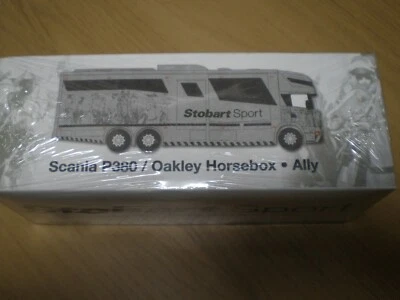 Stobart Sport
Scania P380 / Oakley Horsebox • Ally